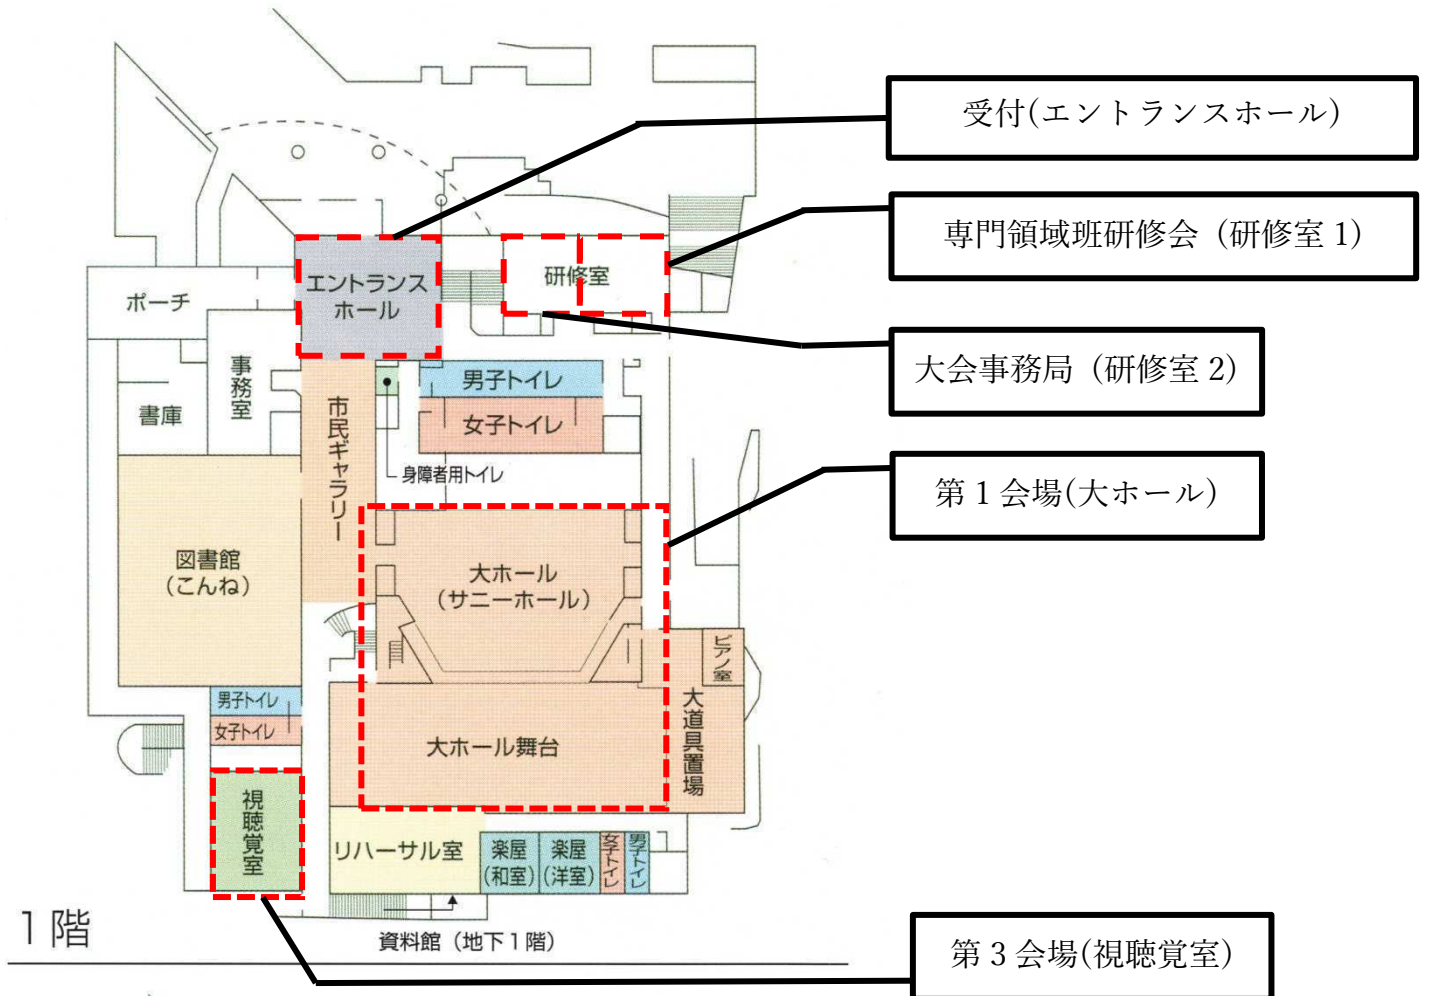 受付(エントランスホール)
専門領域班研修会 (研修室 1)
エントランス
ホール
研修室
ポーチ
大会事務局 (研修室 2)
事務室
男子トイレ
書庫
市民ギャラリー
女子トイレ
身障者用トイレ
第 1 会場(大ホール)
図書館
(こんね)
大ホール
(サニーホール)
ピアノ室
男子トイレ
女子トイレ
大道具置場
大ホール舞台
視聴覚室
リハーサル室
楽屋
(和室)
楽屋
(洋室)
女子トイレ
男子トイレ
1階
資料館 (地下1階)
第 3 会場(視聴覚室)